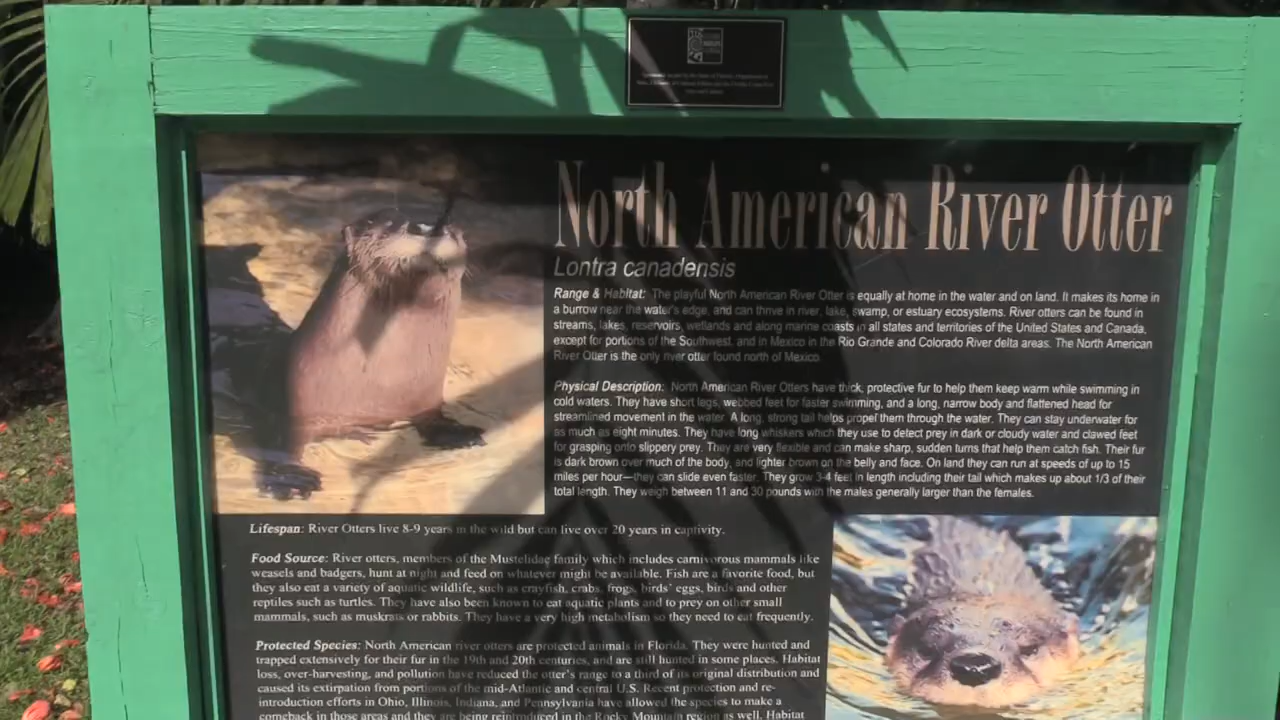 North American River Otter
Lontra canadensis
Range & Habitat: The playful North American River Otter is equally at home in the water and on land. It makes its home in
a burrow near the water's edge, and can thrive in river, lake, swamp, or estuary ecosystems. River otters can be found in
streams, lakes, reservoirs, wetlands and along marine coasts in all states and territories of the United States and Canada,
except for portions of the Southwest, and in Mexico in the Rio Grande and Colorado River delta areas. The North American
River Otter is the only river otter found north of Mexico.
Physical Description: North American River Otters have thick, protective fur to help them keep warm while swimming in
cold waters. They have short legs, webbed feet for faster swimming, and a long, narrow body and flattened head for
streamlined movement in the water. A long, strong tail helps propel them through the water. They can stay underwater for
as much as eight minutes. They have long whiskers which they use to detect prey in dark or cloudy water and clawed feet
for grasping onto slippery prey. They are very flexible and can make sharp, sudden turns that help them catch fish. Their fur
is dark brown over much of the body, and lighter brown on the belly and face. On land they can run at speeds of up to 15
miles per hour—they can slide even faster. They grow 3-4 feet in length including their tail which makes up about 1/3 of their
total length. They weigh between 11 and 30 pounds with the males generally larger than the females.
Lifespan: River Otters live 8-9 years in the wild but can live over 20 years in captivity.
Food Source: River otters, members of the Mustelidae family which includes carnivorous mammals like
weasels and badgers, hunt at night and feed on whatever might be available. Fish are a favorite food, but
they also eat a variety of aquatic wildlife, such as crayfish, crabs, frogs, birds' eggs, birds and other
reptiles such as turtles. They have also been known to eat aquatic plants and to prey on other small
mammals, such as muskrats or rabbits. They have a very high metabolism so they need to eat frequently.
Protected Species: North American river otters are protected animals in Florida. They were hunted and
trapped extensively for their fur in the 19th and 20th centuries, and are still hunted in some places. Habitat
loss, over-harvesting, and pollution have reduced the otter's range to a third of its original distribution and
caused its extirpation from portions of the mid-Atlantic and central U.S. Recent protection and re-
introduction efforts in Ohio, Illinois, Indiana, and Pennsylvania have allowed the species to make a
comeback in those areas and they are being reintroduced in the Rocky Mountain region as well. Habitat